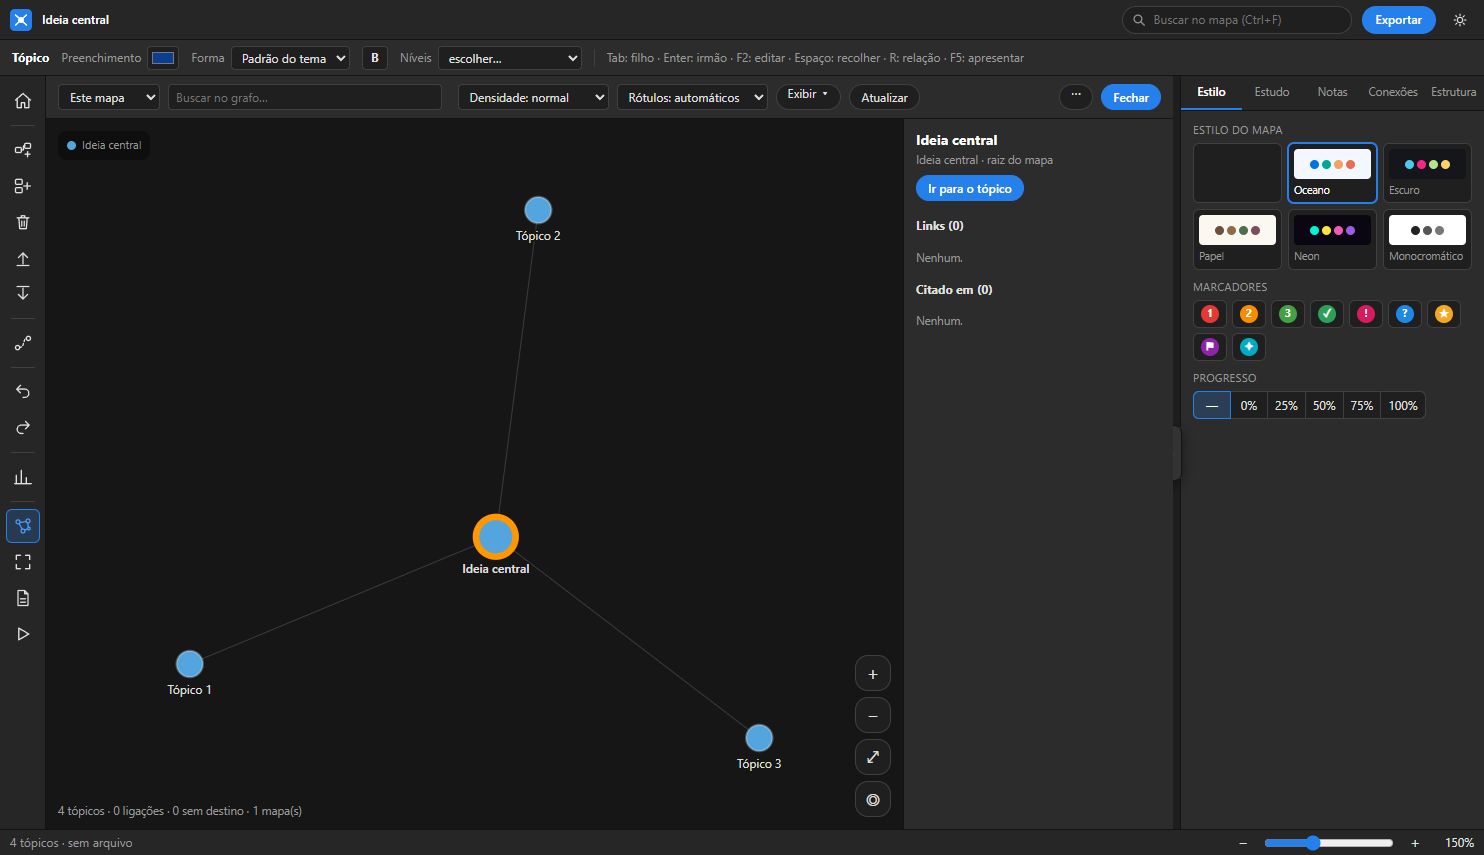 Ideia central
Buscar no mapa (Ctrl+F)
Exportar
Tópico
Preenchimento
Forma
Padrão do tema
B
Níveis
escolher...
Tab: filho · Enter: irmão · F2: editar · Espaço: recolher · R: relação · F5: apresentar
Este mapa
Buscar no grafo...
Densidade: normal
Rótulos: automáticos
Exibir
Atualizar
...
Fechar
Ideia central
Tópico 2
Ideia central
Tópico 1
Tópico 3
4 tópicos · 0 ligações · 0 sem destino · 1 mapa(s)
Ideia central
Ideia central · raiz do mapa
Ir para o tópico
Links (0)
Nenhum.
Citado em (0)
Nenhum.
Estilo
Estudo
Notas
Conexões
Estrutura
ESTILO DO MAPA
Oceano
Escuro
Papel
Neon
Monocromático
MARCADORES
1
2
3
!
?
PROGRESSO
—
0%
25%
50%
75%
100%
4 tópicos · sem arquivo
150%